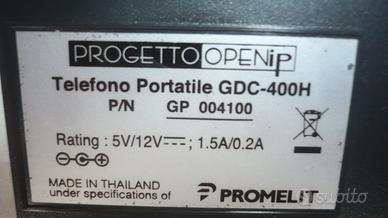 PROGETTO OPENip
Telefono Portatile GDC-400H
P/N GP 004100
Rating : 5V/12V ; 1.5A/0.2A
MADE IN THAILAND
under specifications of PROMELIT
subito